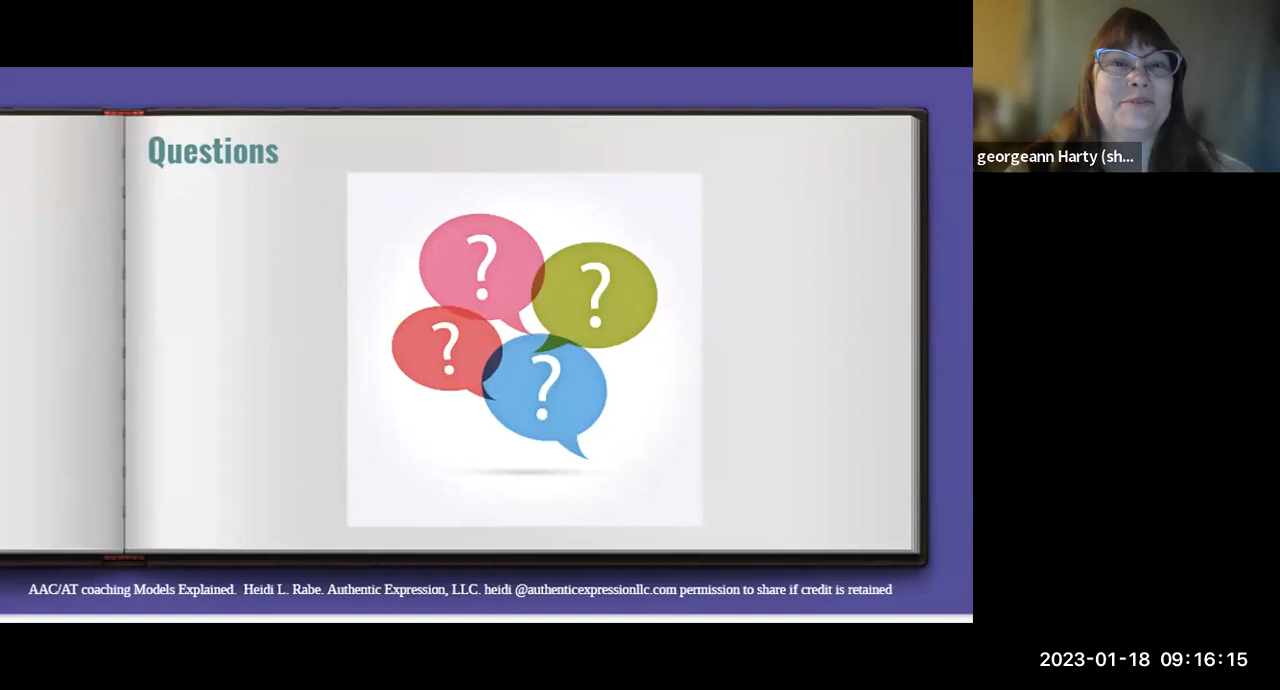 Questions
?
?
?
?
AAC/AT coaching Models Explained.  Heidi L. Rabe. Authentic Expression, LLC. heidi @authenticexpressionllc.com permission to share if credit is retained
georgeann Harty (sh...
2023-01-18 09:16:15